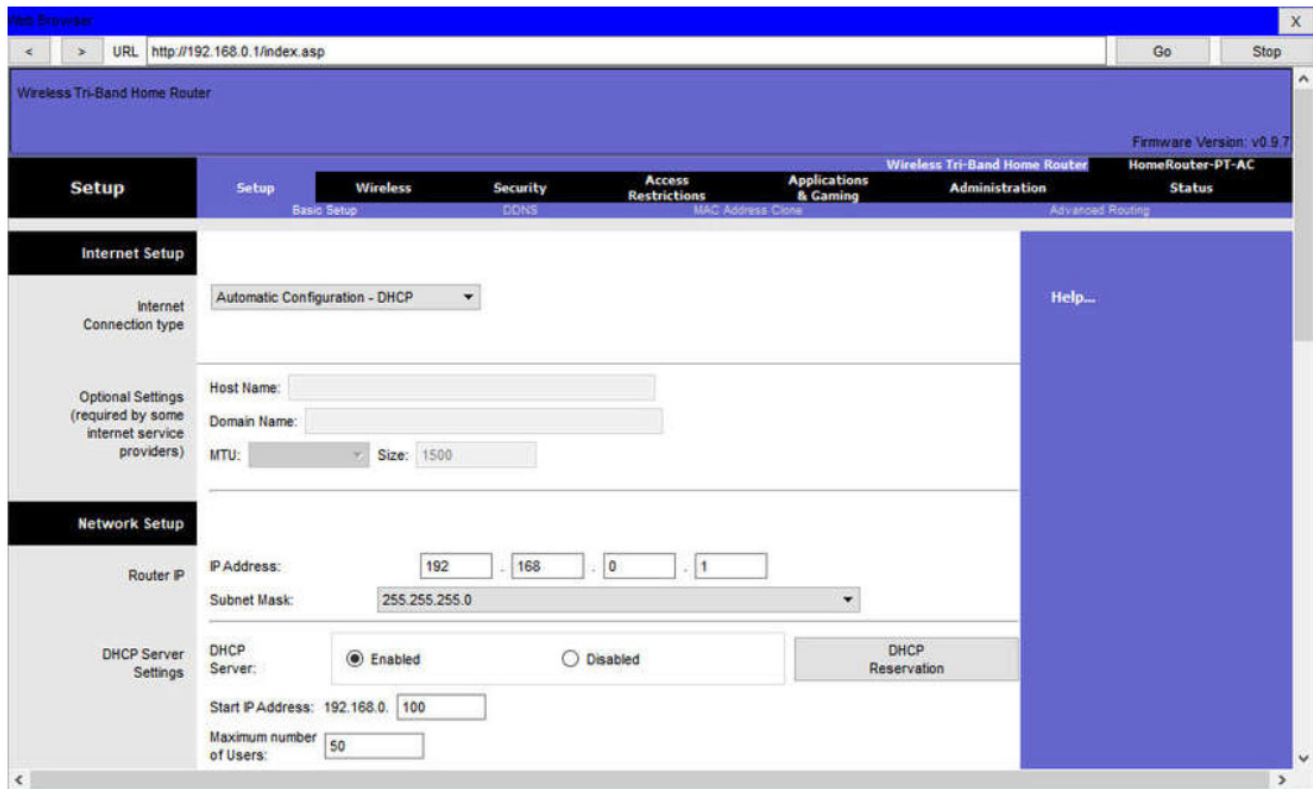 Web Browser
X
< > URL http://192.168.0.1/index.asp Go Stop
Wireless Tri-Band Home Router
Firmware Version: v0.9.7
Wireless Tri-Band Home Router HomeRouter-PT-AC
Setup
Setup Wireless Security Access Restrictions Applications & Gaming Administration Status
Basic Setup DDNS MAC Address Clone Advanced Routing
Internet Setup
Internet Connection type
Automatic Configuration - DHCP
Help...
Optional Settings
(required by some
internet service
providers)
Host Name:
Domain Name:
MTU: Size: 1500
Network Setup
Router IP
IP Address: 192 . 168 . 0 . 1
Subnet Mask: 255.255.255.0
DHCP Server
Settings
DHCP
Server:
Enabled Disabled
DHCP
Reservation
Start IP Address: 192.168.0. 100
Maximum number
of Users:
50